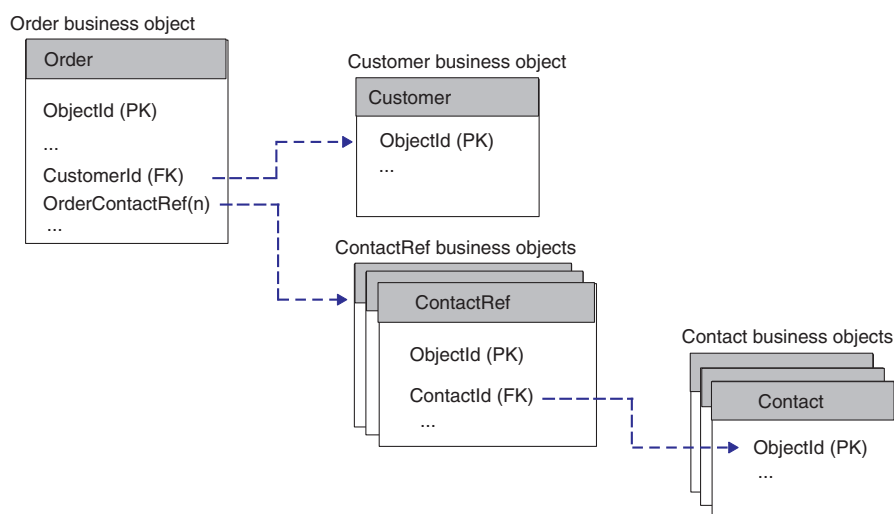 Order business object
Order
ObjectId (PK)
...
CustomerId (FK)
OrderContactRef(n)
...
Customer business object
Customer
ObjectId (PK)
...
ContactRef business objects
ContactRef
ObjectId (PK)
ContactId (FK)
...
Contact business objects
Contact
ObjectId (PK)
...